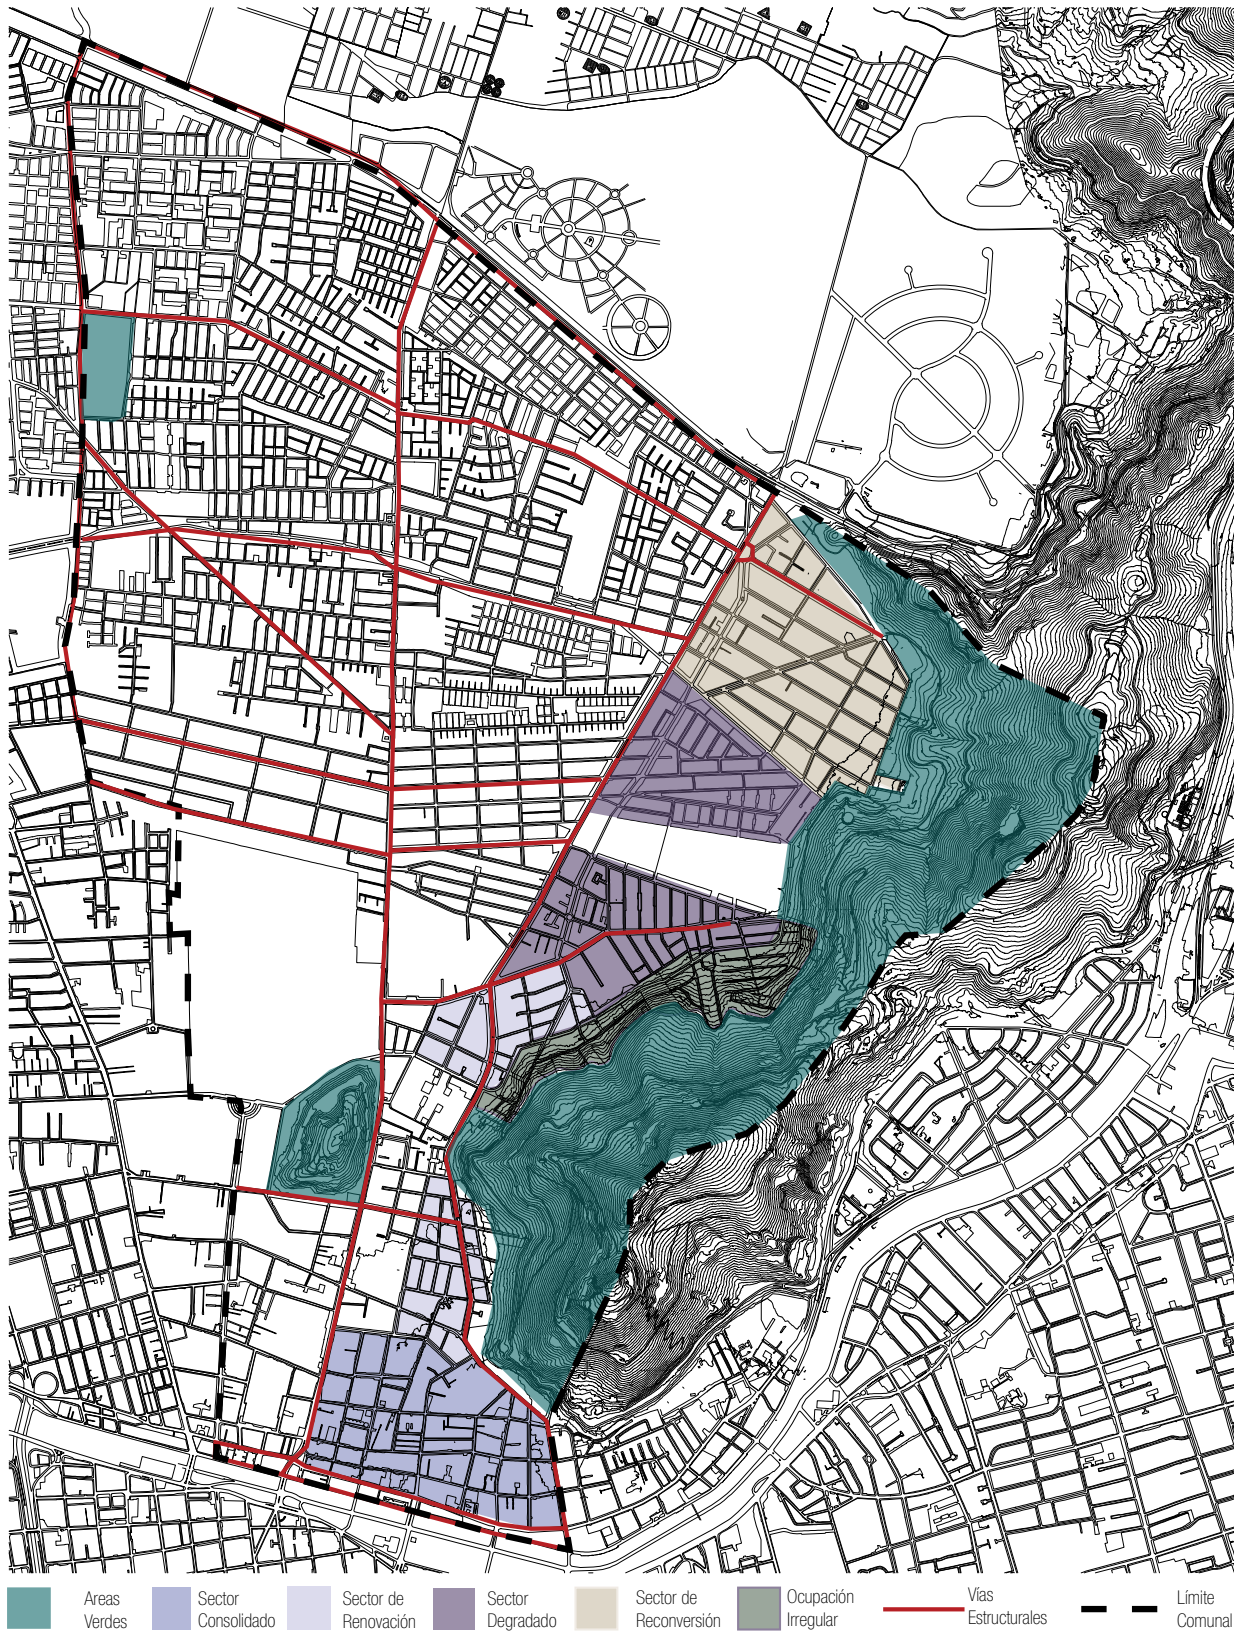 Areas
Verdes
Sector
Consolidado
Sector de
Renovación
Sector
Degradado
Sector de
Reconversión
Ocupación
Irregular
Vías
Estructurales
Límite
Comunal